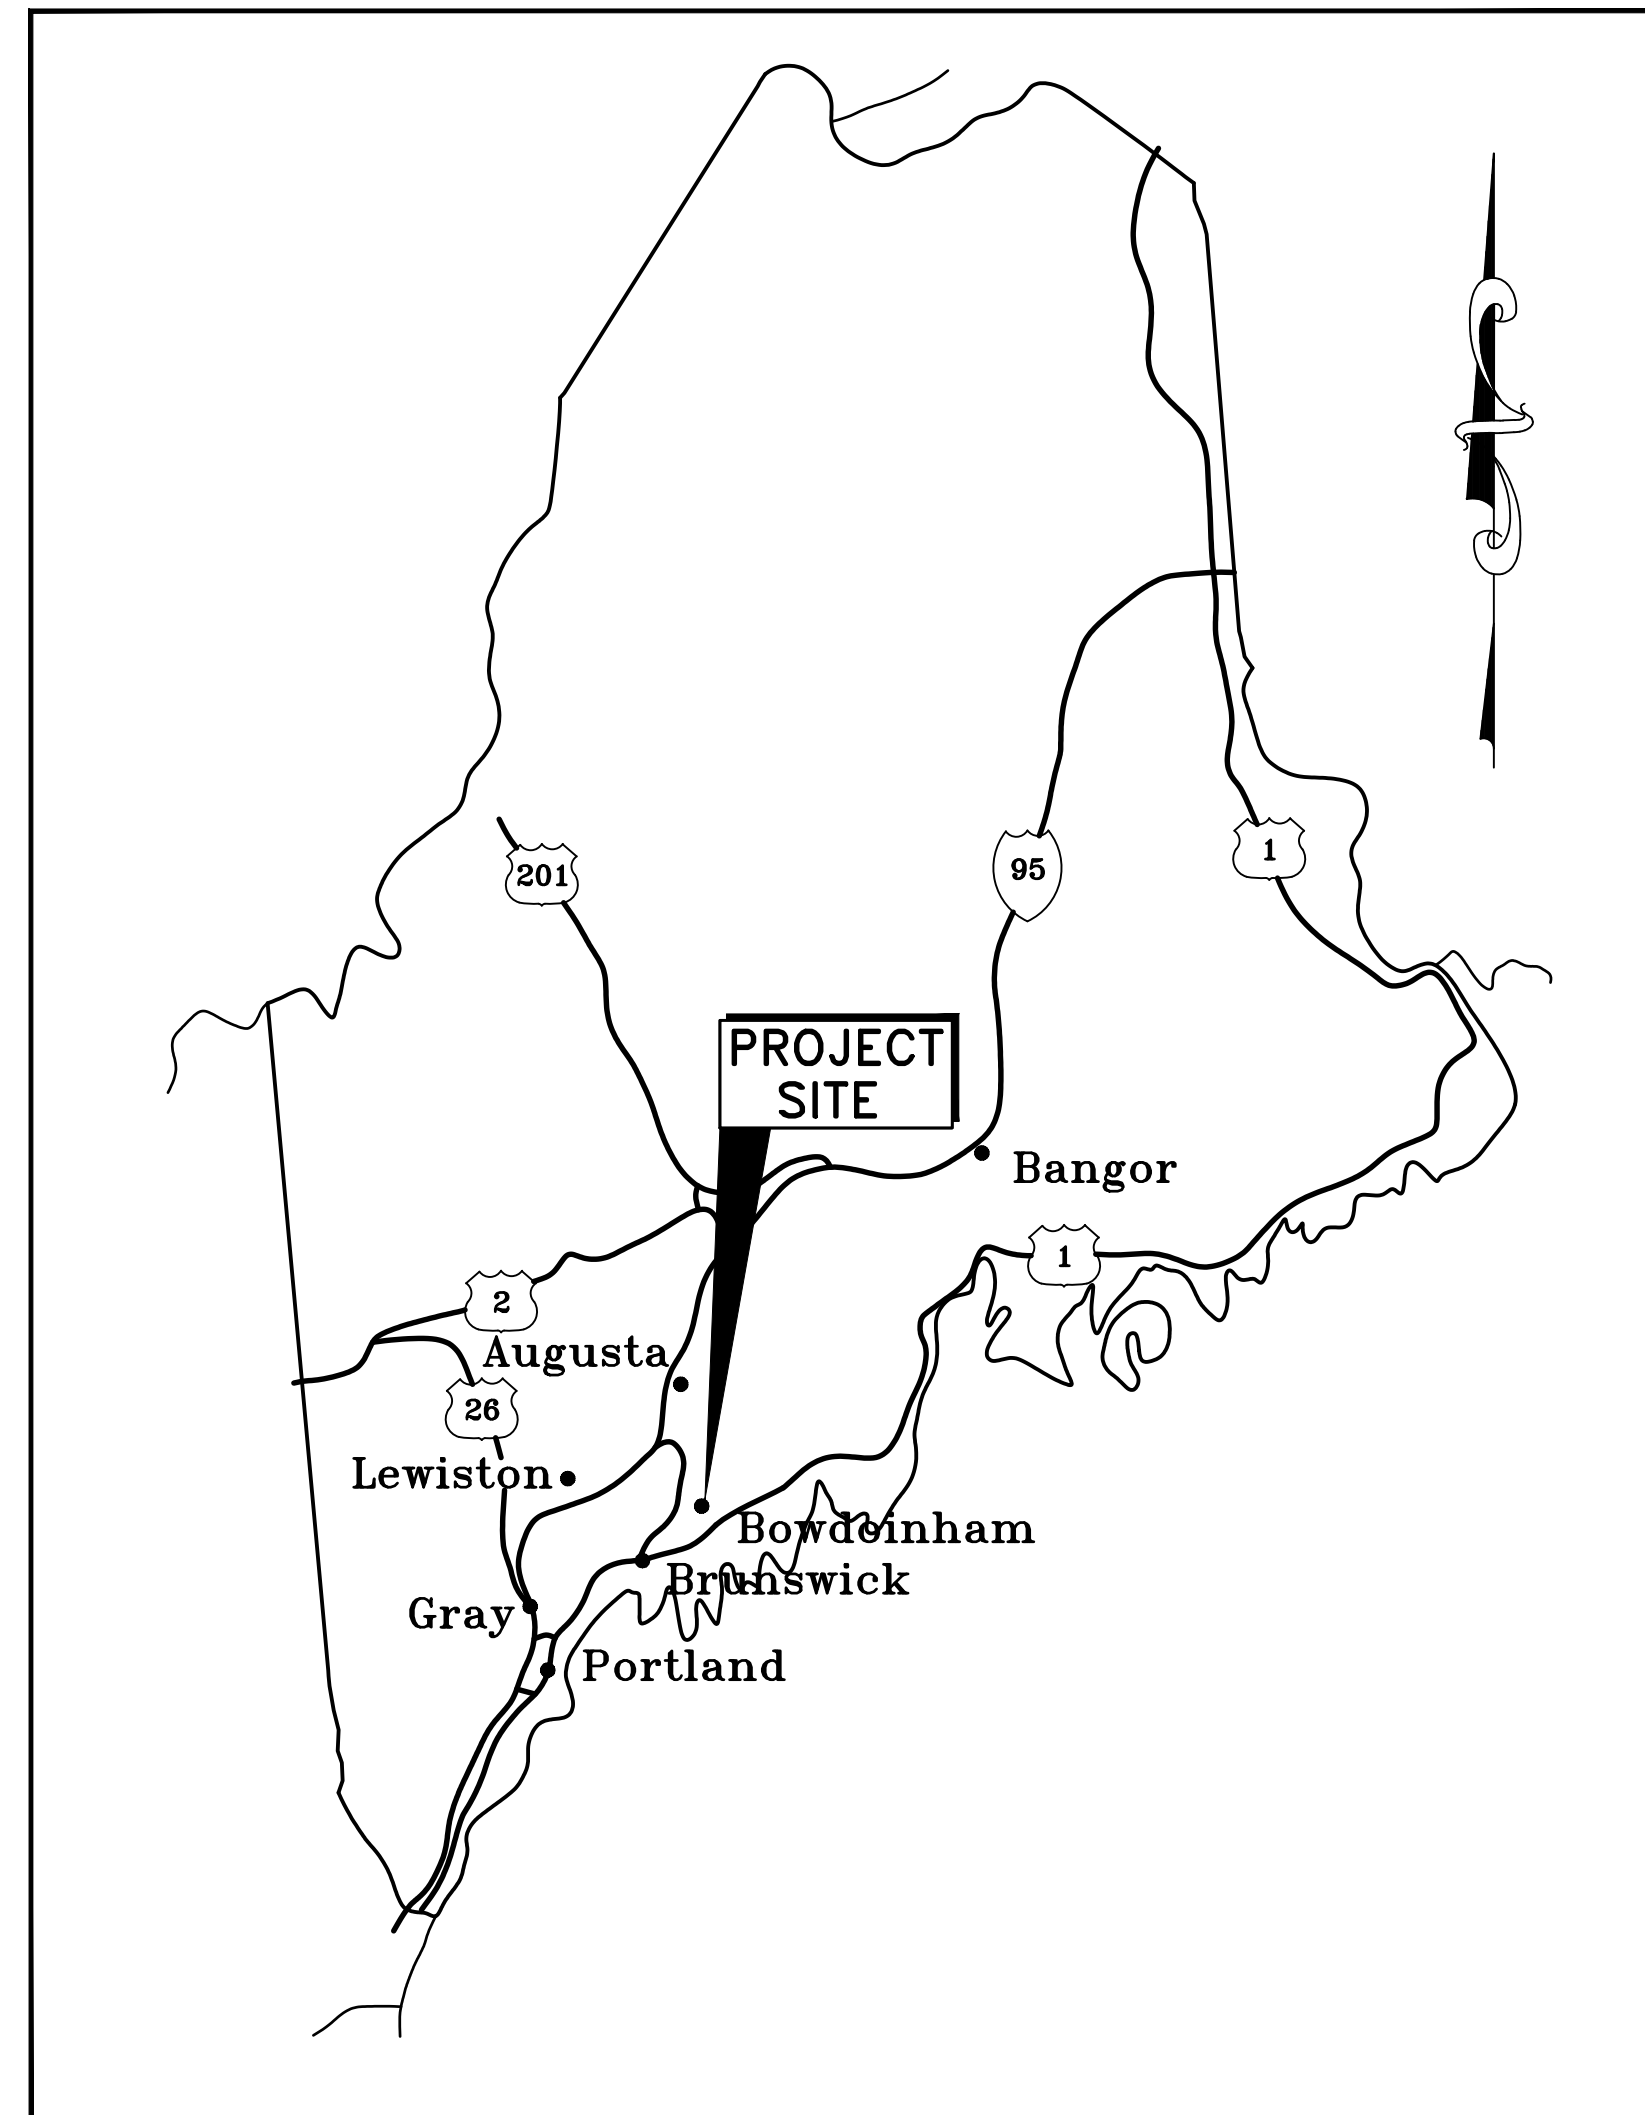 201
95
1
PROJECT
SITE
Bangor
1
2
Augusta
26
Lewiston
Bowdoinham
Brunswick
Gray
Portland